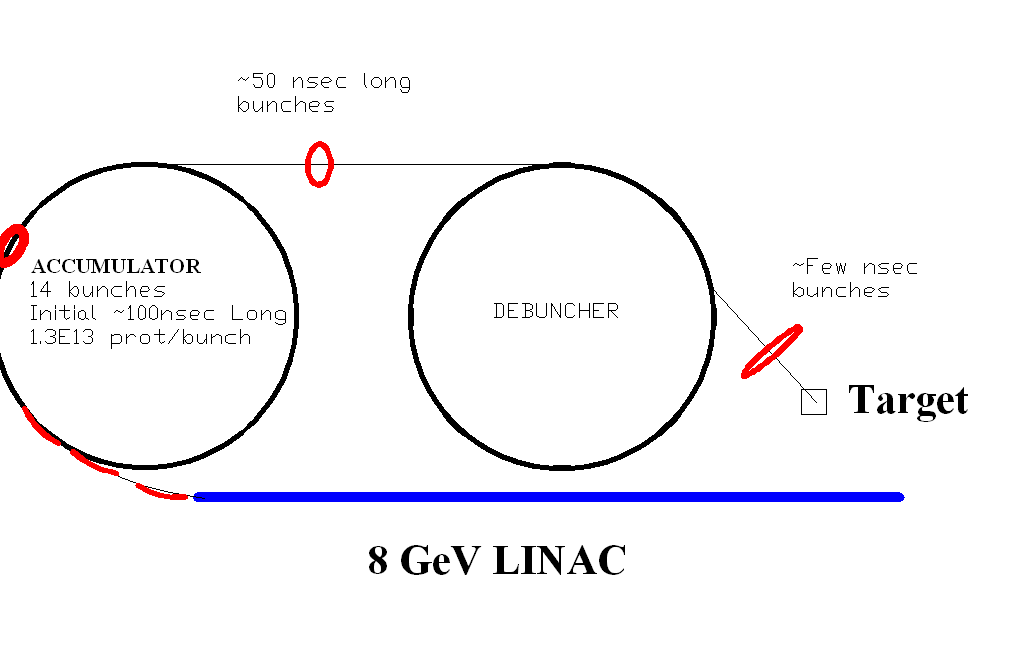 ~50 nsec long
bunches
ACCUMULATOR
14 bunches
Initial ~100nsec Long
1.3E13 prot/bunch
DEBUNCHER
~Few nsec
bunches
Target
8 GeV LINAC